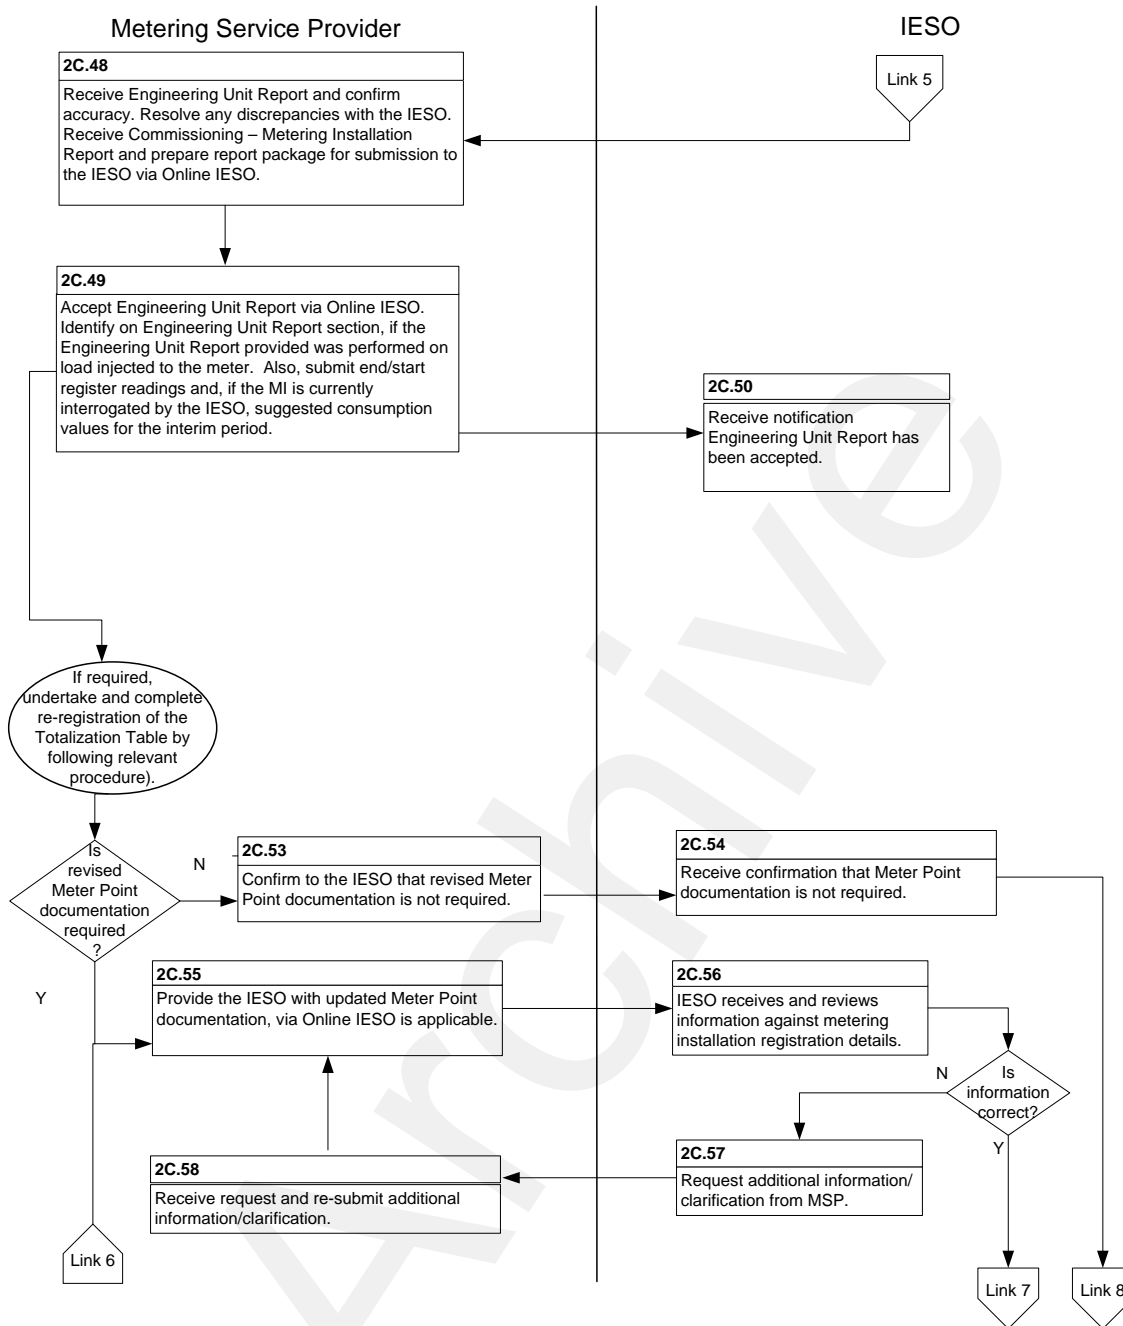 Metering Service Provider
IESO
2C.48
Receive Engineering Unit Report and confirm
accuracy. Resolve any discrepancies with the IESO.
Receive Commissioning – Metering Installation
Report and prepare report package for submission to
the IESO via Online IESO.
Link 5
2C.49
Accept Engineering Unit Report via Online IESO.
Identify on Engineering Unit Report section, if the
Engineering Unit Report provided was performed on
load injected to the meter.  Also, submit end/start
register readings and, if the MI is currently
interrogated by the IESO, suggested consumption
values for the interim period.
2C.50
Receive notification
Engineering Unit Report has
been accepted.
If required,
undertake and complete
re-registration of the
Totalization Table by
following relevant
procedure).
Is
revised
Meter Point
documentation
required
?
N
Y
2C.53
Confirm to the IESO that revised Meter
Point documentation is not required.
2C.54
Receive confirmation that Meter Point
documentation is not required.
2C.55
Provide the IESO with updated Meter Point
documentation, via Online IESO is applicable.
2C.56
IESO receives and reviews
information against metering
installation registration details.
Is
information
correct?
N
Y
2C.57
Request additional information/
clarification from MSP.
2C.58
Receive request and re-submit additional
information/clarification.
Link 6
Link 7
Link 8
Archive